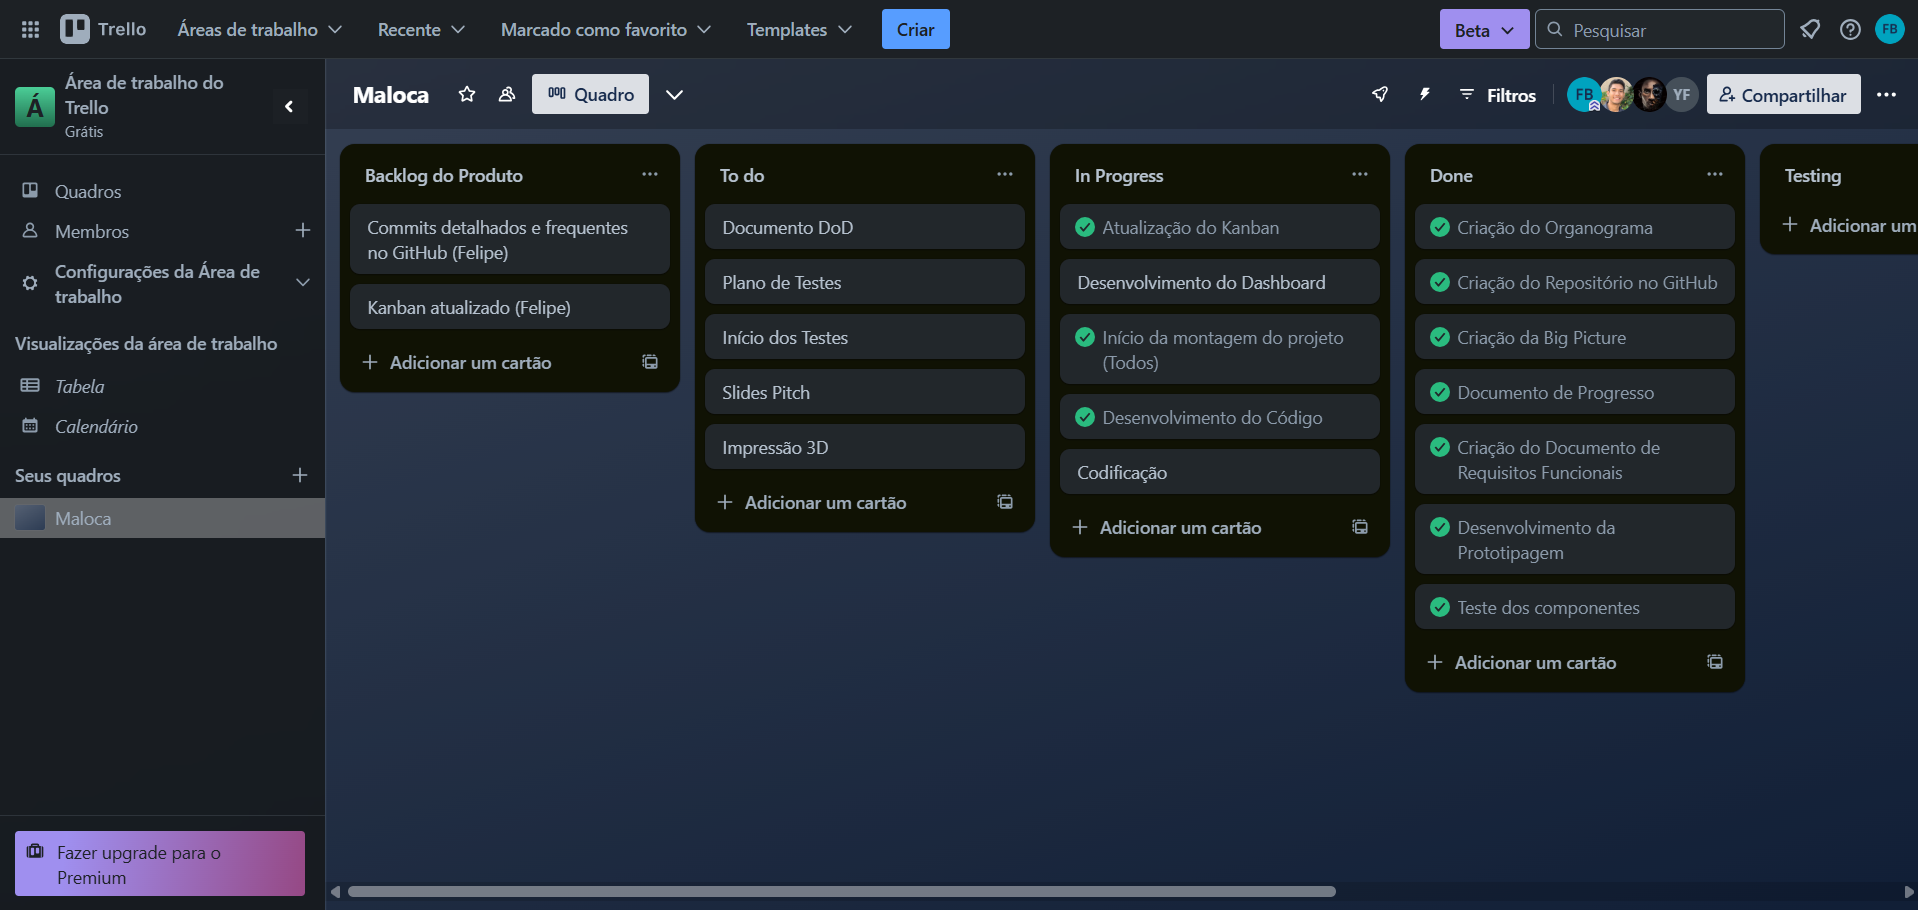 Trello
Áreas de trabalho
Recente
Marcado como favorito
Templates
Criar
Beta
Pesquisar
FB
Á
Área de trabalho do
Trello
Grátis
Quadros
Membros
Configurações da Área de
trabalho
Visualizações da área de trabalho
Tabela
Calendário
Seus quadros
Maloca
Fazer upgrade para o
Premium
Maloca
Quadro
Filtros
FB
YF
Compartilhar
Backlog do Produto
Commits detalhados e frequentes
no GitHub (Felipe)
Kanban atualizado (Felipe)
Adicionar um cartão
To do
Documento DoD
Plano de Testes
Início dos Testes
Slides Pitch
Impressão 3D
Adicionar um cartão
In Progress
Atualização do Kanban
Desenvolvimento do Dashboard
Início da montagem do projeto
(Todos)
Desenvolvimento do Código
Codificação
Adicionar um cartão
Done
Criação do Organograma
Criação do Repositório no GitHub
Criação da Big Picture
Documento de Progresso
Criação do Documento de
Requisitos Funcionais
Desenvolvimento da
Prototipagem
Teste dos componentes
Adicionar um cartão
Testing
Adicionar um